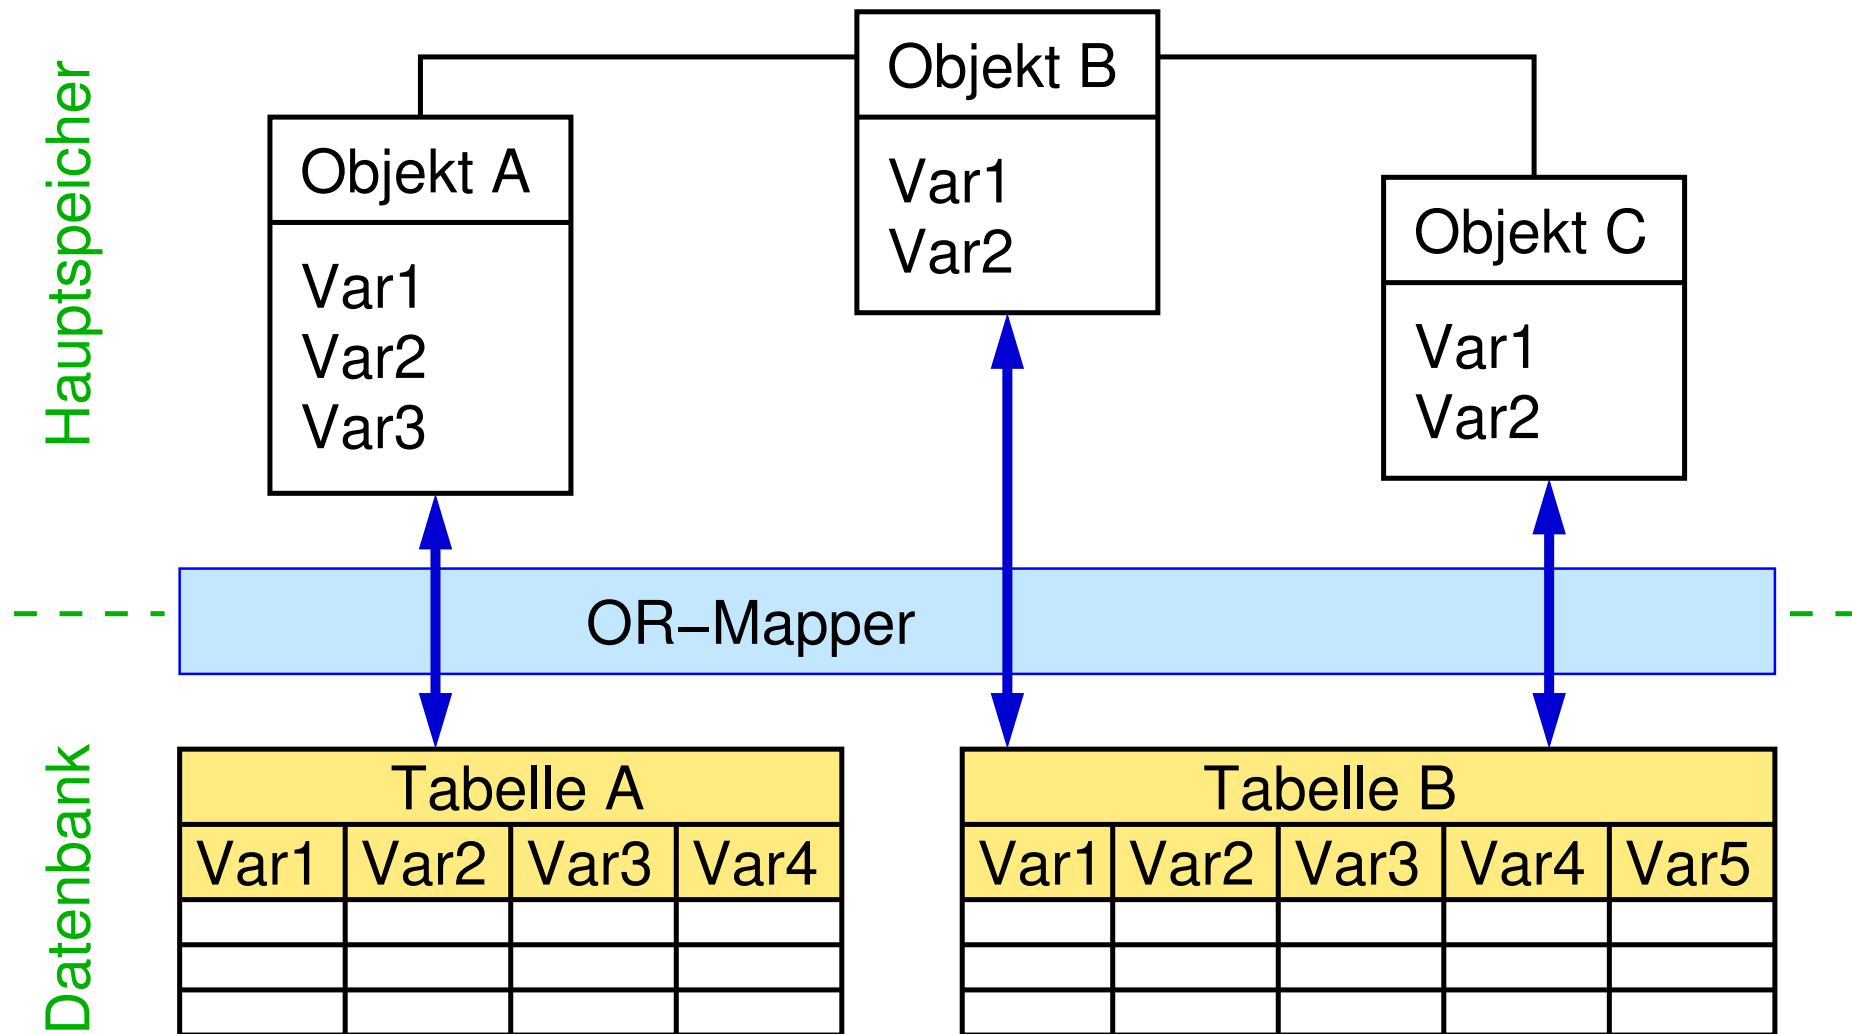 Hauptspeicher
Objekt A
Var1
Var2
Var3
Objekt B
Var1
Var2
Objekt C
Var1
Var2
OR–Mapper
Datenbank
Tabelle A
Var1 Var2 Var3 Var4
Tabelle B
Var1 Var2 Var3 Var4 Var5